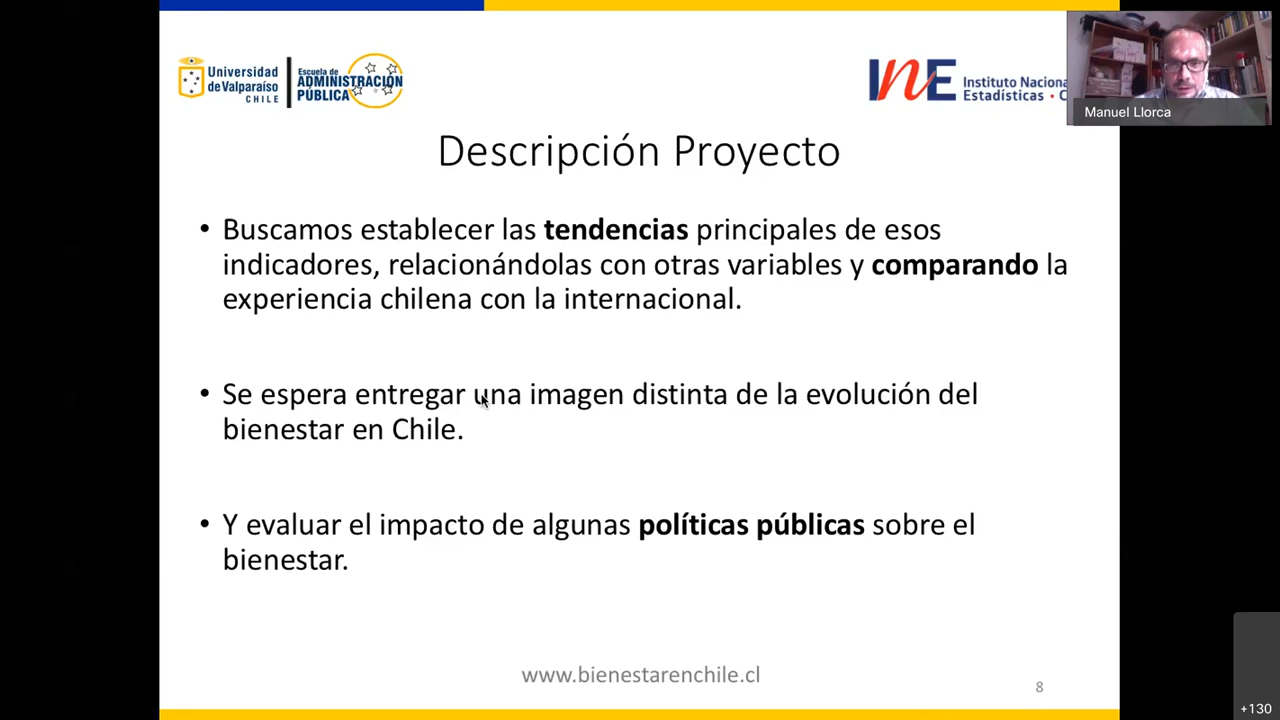 Universidad
de Valparaíso
CHILE
Escuela de
ADMINISTRACIÓN
PÚBLICA
INE
Instituto Naciona
Estadísticas • C
Manuel Llorca
Descripción Proyecto
• Buscamos establecer las tendencias principales de esos
indicadores, relacionándolas con otras variables y comparando la
experiencia chilena con la internacional.
• Se espera entregar una imagen distinta de la evolución del
bienestar en Chile.
• Y evaluar el impacto de algunas políticas públicas sobre el
bienestar.
www.bienestarenchile.cl
8
+130